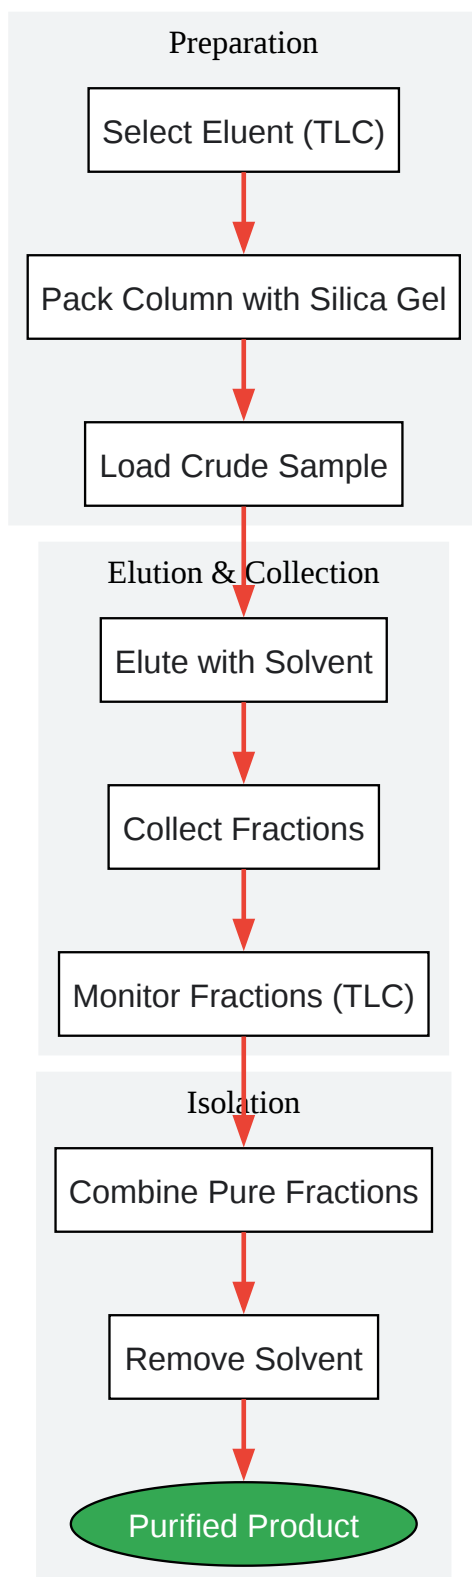 Preparation
Select Eluent (TLC)
Pack Column with Silica Gel
Load Crude Sample
Elution & Collection
Elute with Solvent
Collect Fractions
Monitor Fractions (TLC)
Isolation
Combine Pure Fractions
Remove Solvent
Purified Product